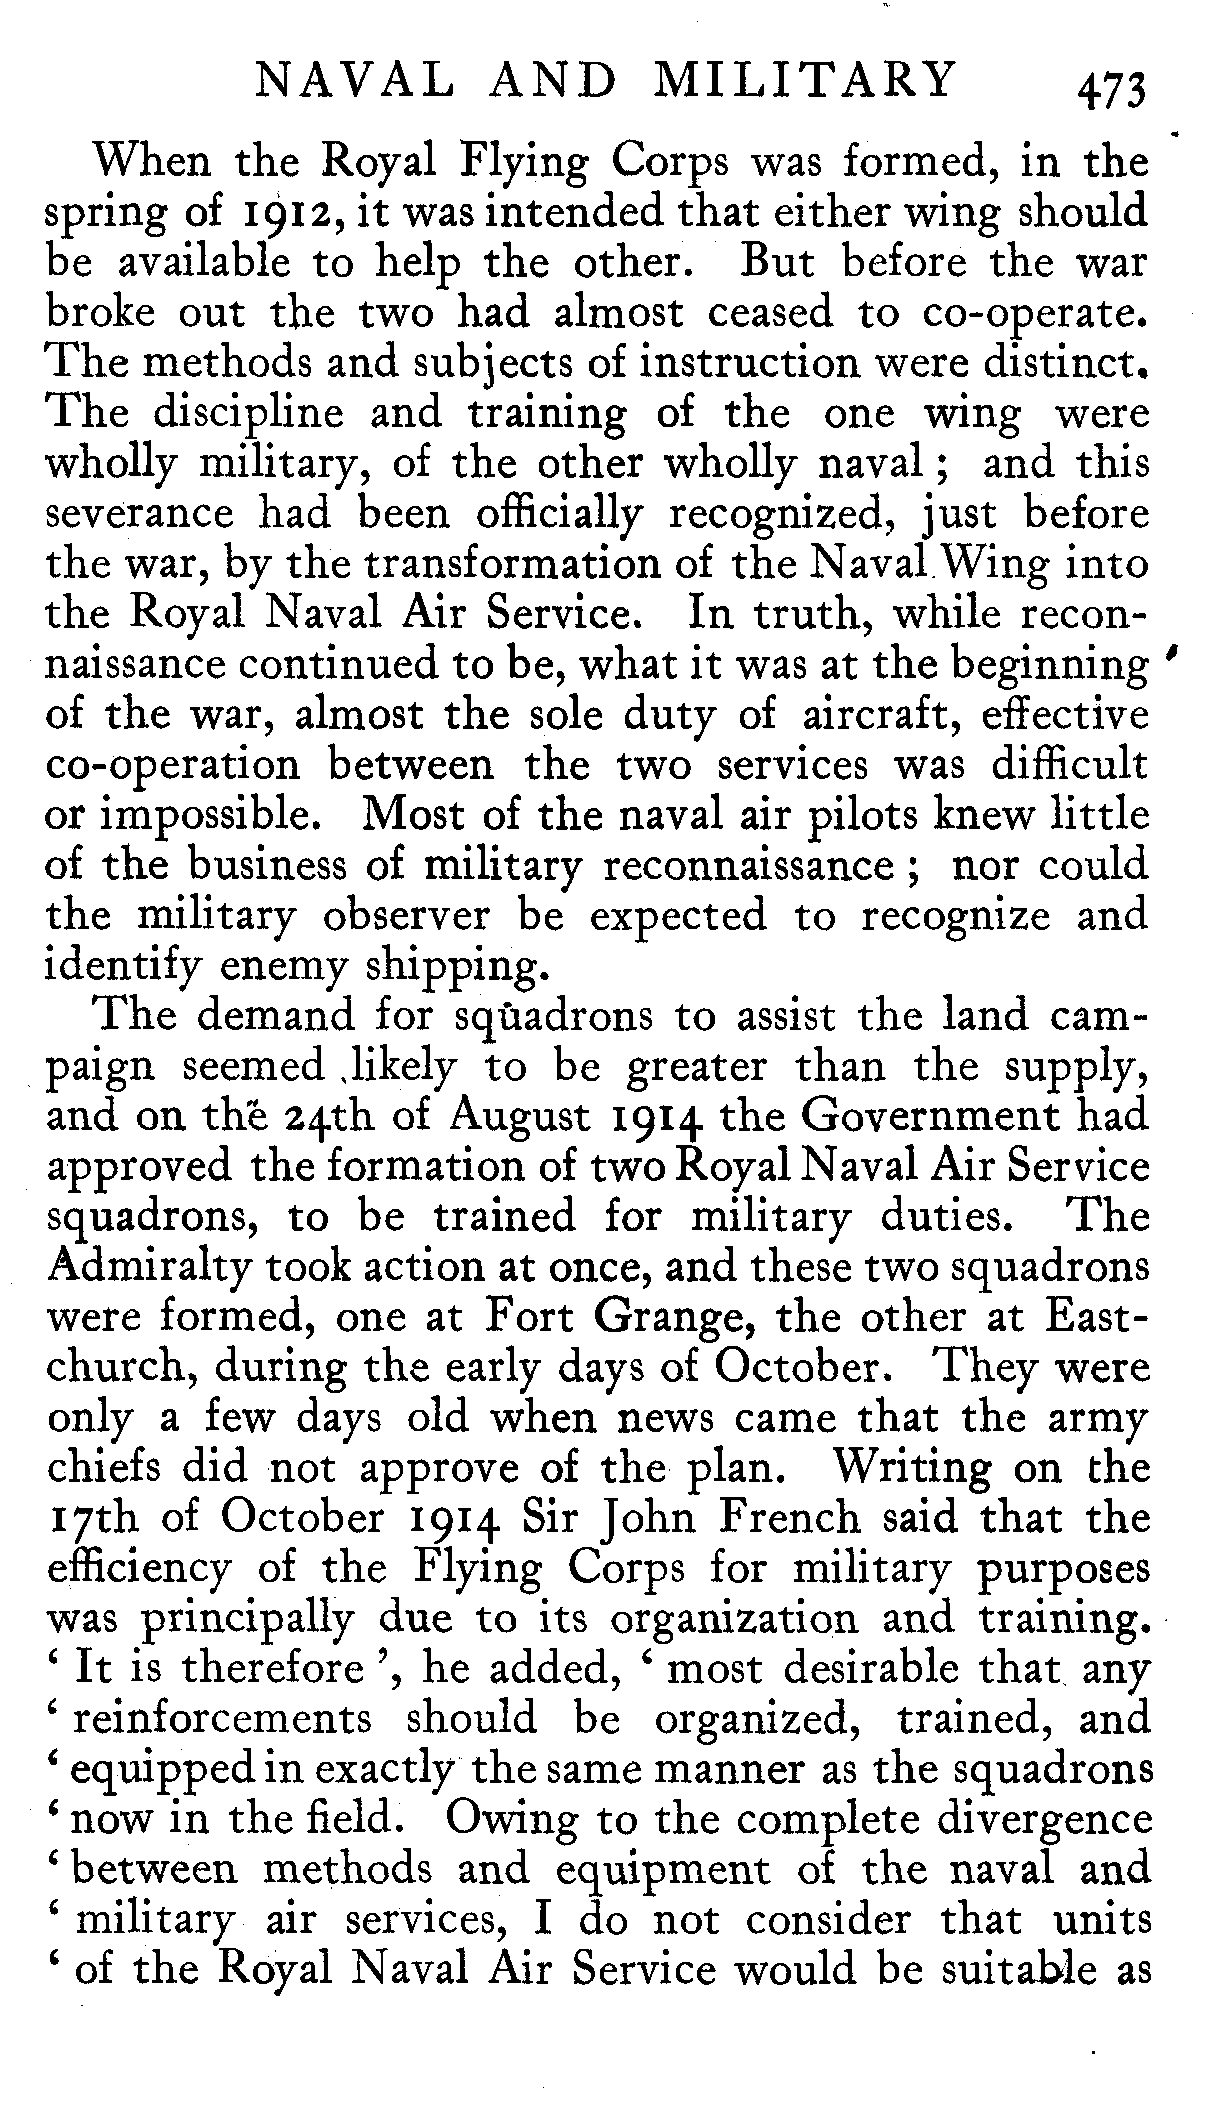 NAVAL AND MILITARY 473
When the Royal Flying Corps was formed, in the
spring of 1912, it was intended that either wing should
be available to help the other. But before the war
broke out the two had almost ceased to co-operate.
The methods and subjects of instruction were distinct.
The discipline and training of the one wing were
wholly military, of the other wholly naval ; and this
severance had been officially recognized, just before
the war, by the transformation of the Naval Wing into
the Royal Naval Air Service. In truth, while recon-
naissance continued to be, what it was at the beginning
of the war, almost the sole duty of aircraft, effective
co-operation between the two services was difficult
or impossible. Most of the naval air pilots knew little
of the business of military reconnaissance ; nor could
the military observer be expected to recognize and
identify enemy shipping.
The demand for squadrons to assist the land cam-
paign seemed likely to be greater than the supply,
and on the 24th of August 1914 the Government had
approved the formation of two Royal Naval Air Service
squadrons, to be trained for military duties. The
Admiralty took action at once, and these two squadrons
were formed, one at Fort Grange, the other at East-
church, during the early days of October. They were
only a few days old when news came that the army
chiefs did not approve of the plan. Writing on the
17th of October 1914 Sir John French said that the
efficiency of the Flying Corps for military purposes
was principally due to its organization and training.
‘ It is therefore ’, he added, ‘ most desirable that any
‘ reinforcements should be organized, trained, and
‘ equipped in exactly the same manner as the squadrons
‘ now in the field. Owing to the complete divergence
‘ between methods and equipment of the naval and
‘ military air services, I do not consider that units
‘ of the Royal Naval Air Service would be suitable as